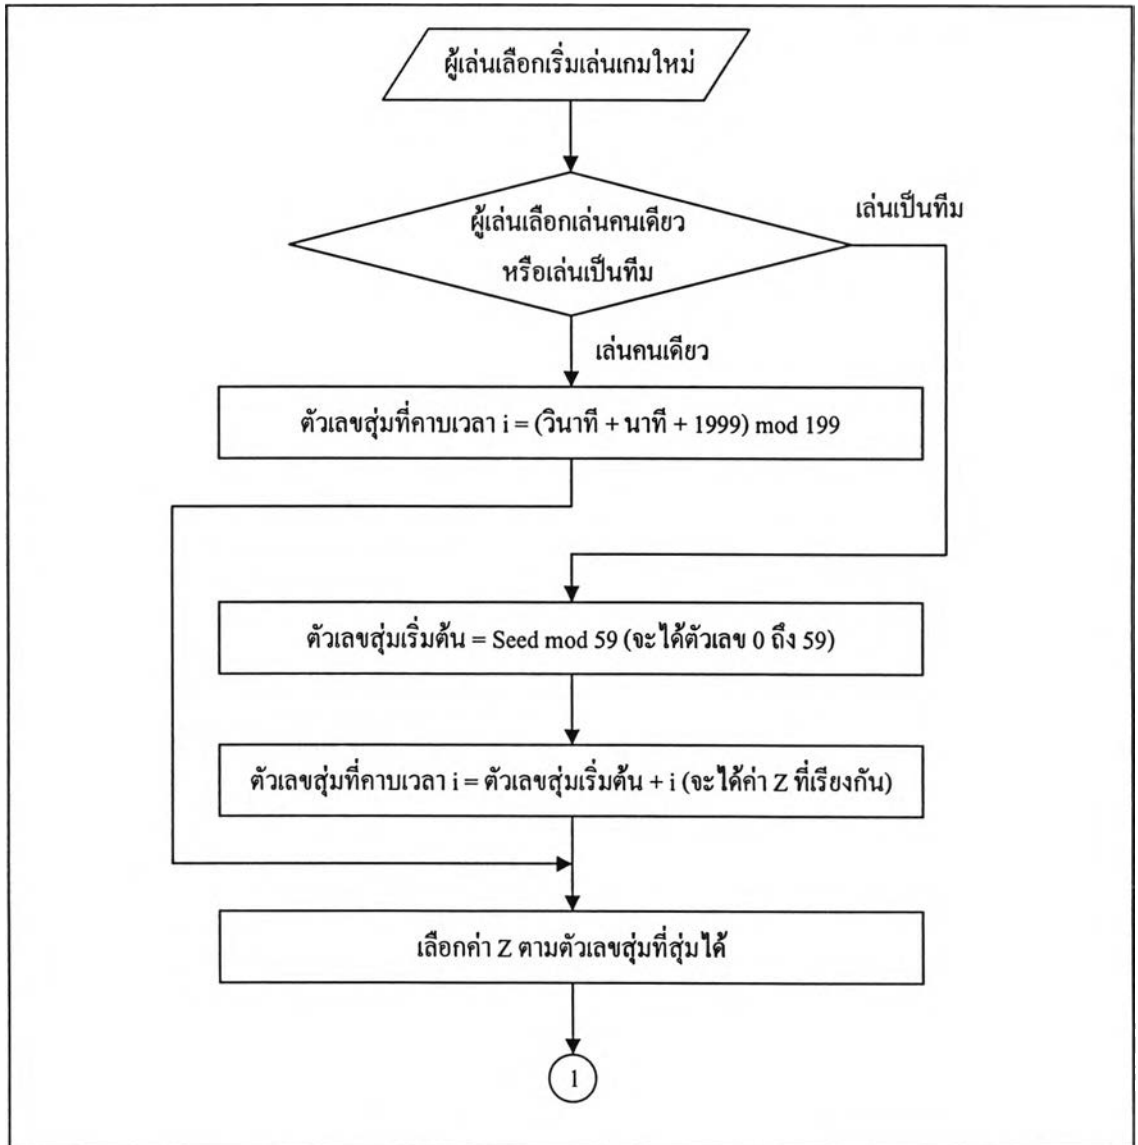 ผู้เล่นเลือกเริ่มเล่นเกมใหม่
ผู้เล่นเลือกเล่นคนเดียว
หรือเล่นเป็นทีม
เล่นเป็นทีม
เล่นคนเดียว
ตัวเลขสุ่มที่คาบเวลา i = (วินาที + นาที + 1999) mod 199
ตัวเลขสุ่มเริ่มต้น = Seed mod 59 (จะได้ตัวเลข 0 ถึง 59)
ตัวเลขสุ่มที่คาบเวลา i = ตัวเลขสุ่มเริ่มต้น + i (จะได้ค่า Z ที่เรียงกัน)
เลือกค่า Z ตามตัวเลขสุ่มที่สุ่มได้
1